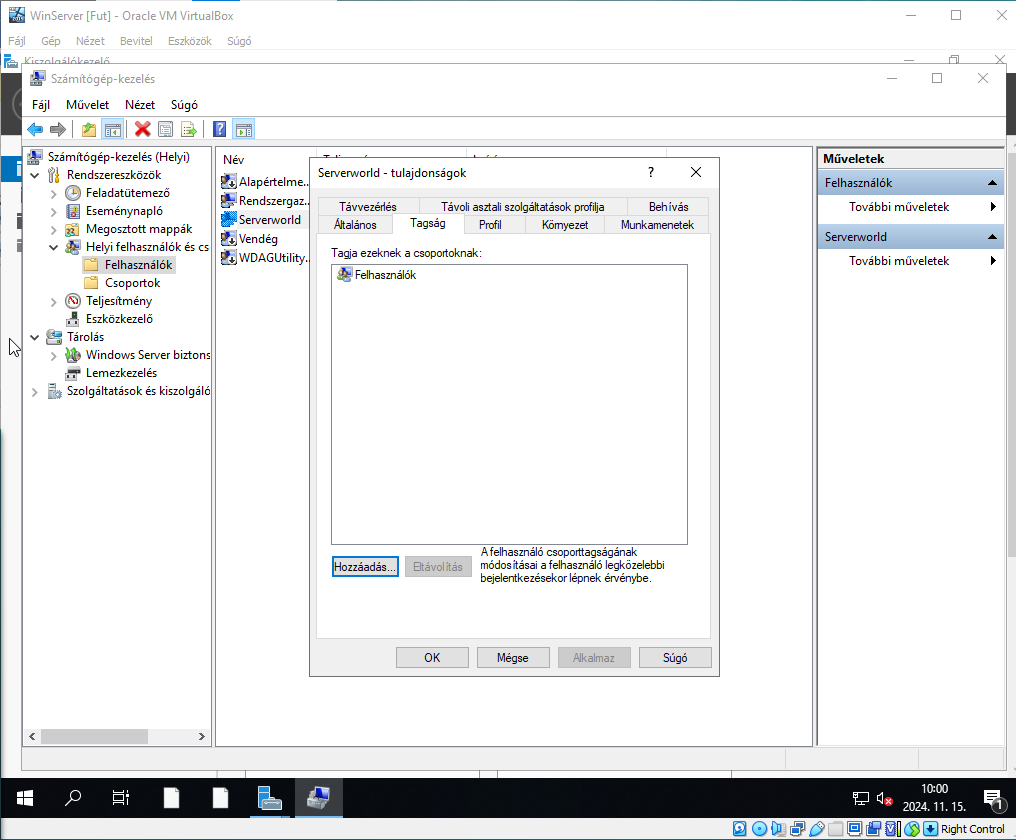 WinServer [Fut] - Oracle VM VirtualBox
Fájl Gép Nézet Bevitel Eszközök Súgó
Kiszolgálókezelő
Számítógép-kezelés
Fájl Művelet Nézet Súgó
Számítógép-kezelés (Helyi)
Rendszereszközök
Feladatütemező
Eseménynapló
Megosztott mappák
Helyi felhasználók és cs
Felhasználók
Csoportok
Teljesítmény
Eszközkezelő
Tárolás
Windows Server biztons
Lemezkezelés
Szolgáltatások és kiszolgáló
Név
Alapértelme...
Rendszergaz...
Serverworld
Vendég
WDAGUtility...
Serverworld - tulajdonságok
?
Távvezérlés Távoli asztali szolgáltatások profilja Behívás
Általános Tagság Profil Környezet Munkamenetek
Tagja ezeknek a csoportoknak:
Felhasználók
Hozzáadás... Eltávolítás
A felhasználó csoporttagságának
módosításai a felhasználó legközelebbi
bejelentkezésekor lépnek érvénybe.
OK Mégse Alkalmaz Súgó
Műveletek
Felhasználók
További műveletek
Serverworld
További műveletek
10:00
2024. 11. 15.
1
Right Control